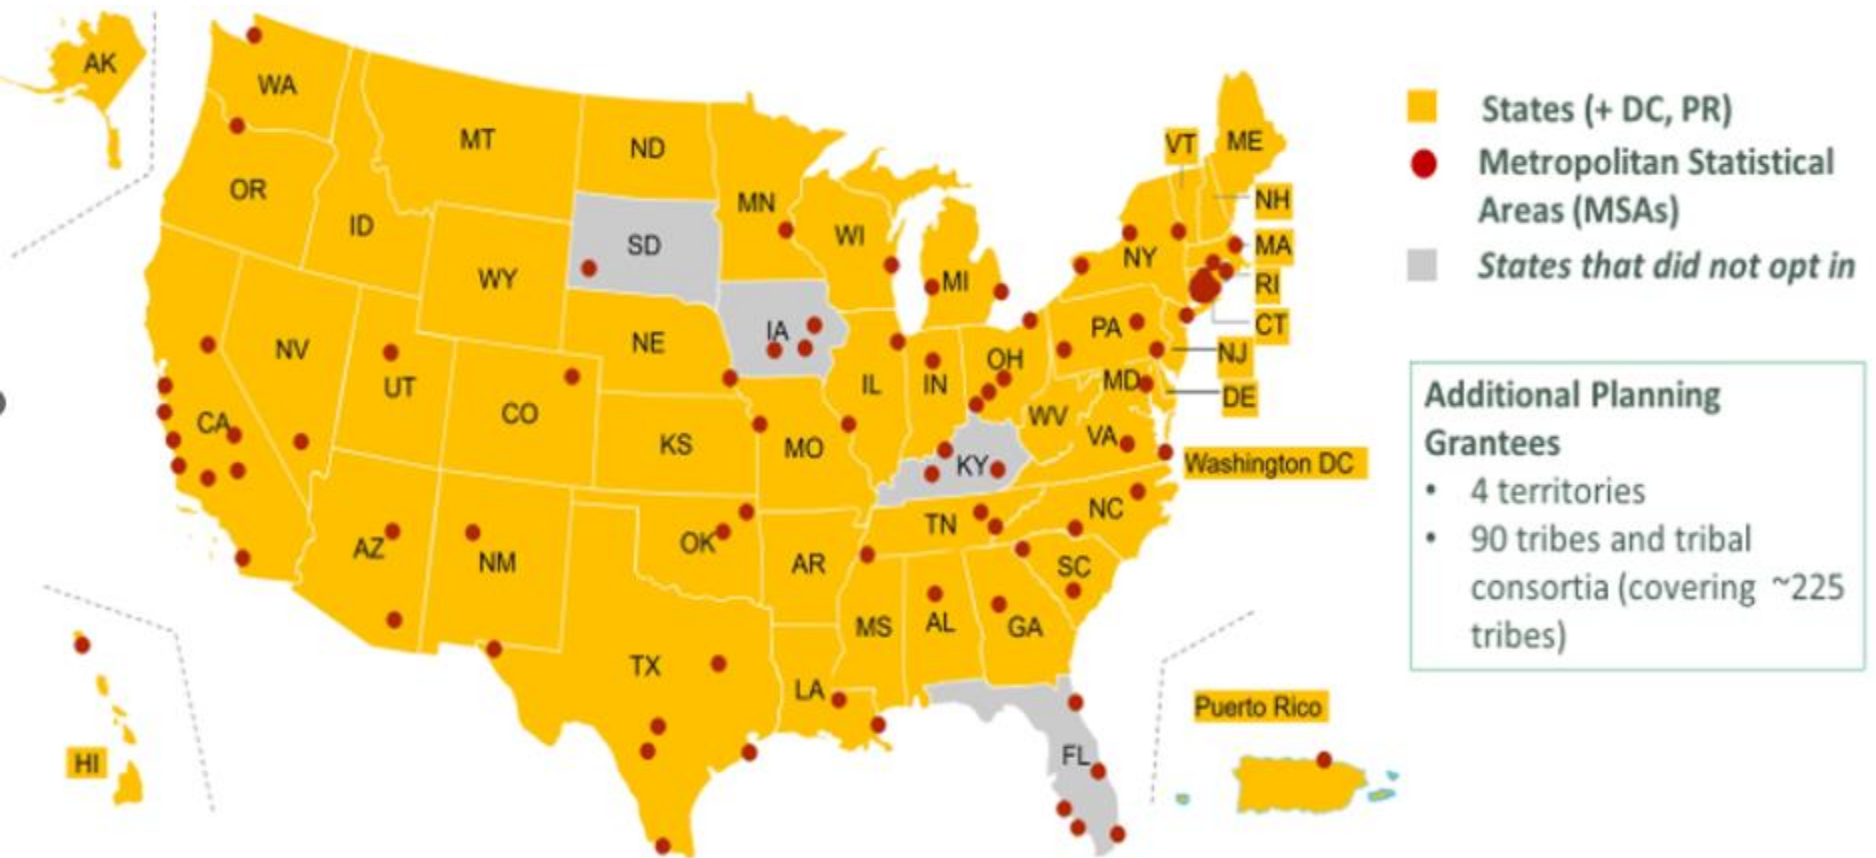 AK
WA
MT
ND
VT
ME
OR
MN
NH
ID
SD
WI
NY
MA
WY
MI
RI
IA
PA
CT
NV
NE
OH
NJ
UT
IL
IN
MD
DE
CO
WV
CA
KS
MO
VA
KY
Washington DC
NC
TN
AZ
NM
OK
AR
SC
MS
AL
GA
TX
LA
FL
Puerto Rico
HI
States (+ DC, PR)
Metropolitan Statistical
Areas (MSAs)
States that did not opt in
Additional Planning
Grantees
• 4 territories
• 90 tribes and tribal
consortia (covering ~225
tribes)